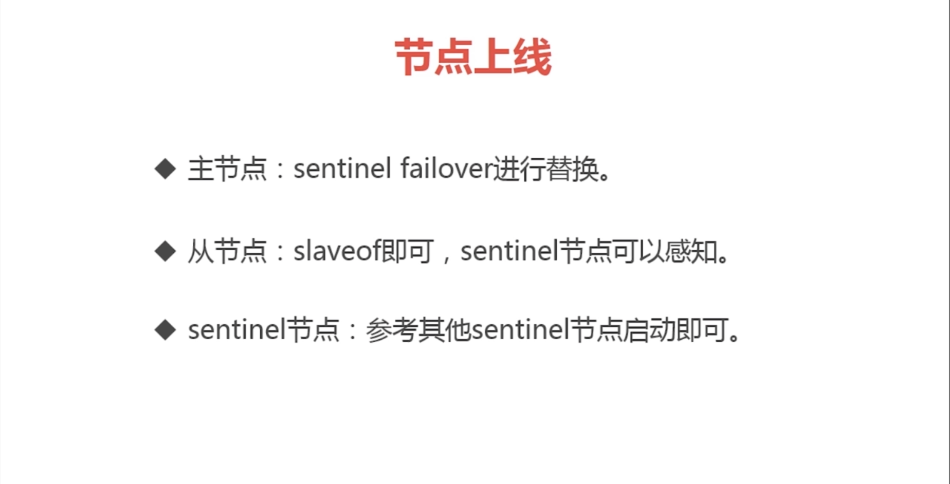 节点上线
◆ 主节点：sentinel failover进行替换。
◆ 从节点：slaveof即可，sentinel节点可以感知。
◆ sentinel节点：参考其他sentinel节点启动即可。